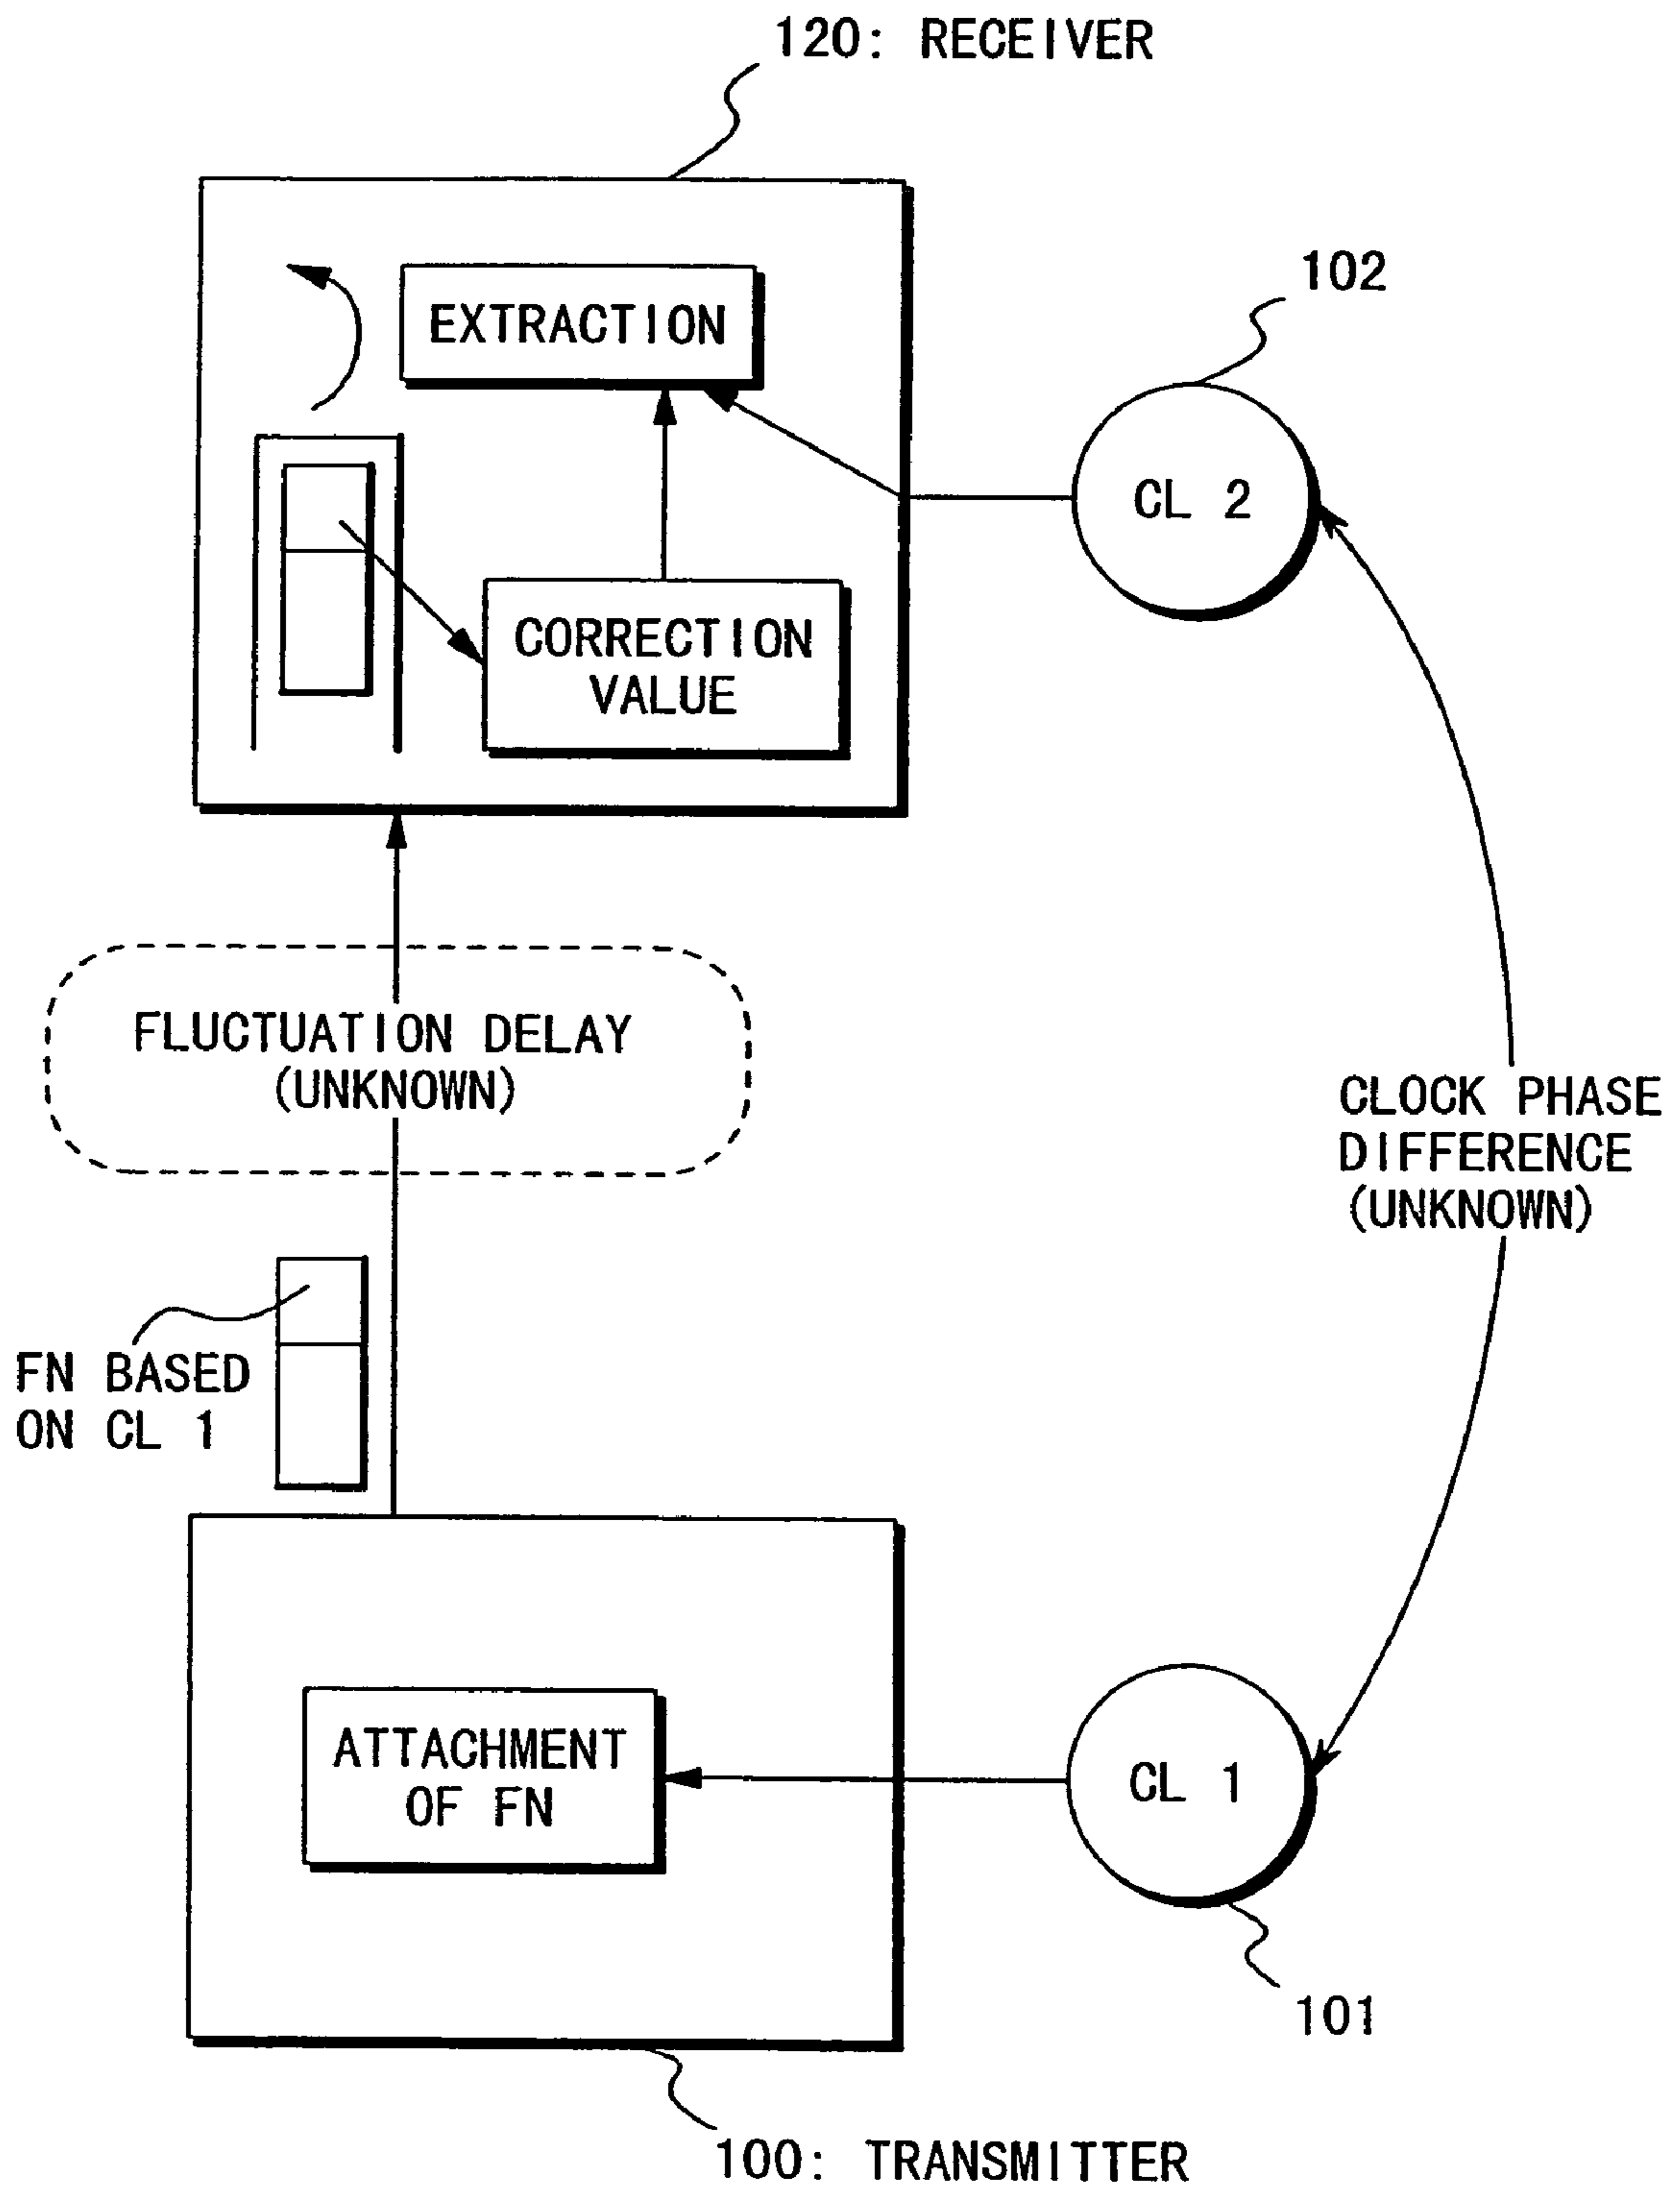 120: RECEIVER
102
EXTRACTION
CL 2
CORRECTION
VALUE
FLUCTUATION DELAY
(UNKNOWN)
CLOCK PHASE
DIFFERENCE
(UNKNOWN)
FN BASED
ON CL 1
ATTACHMENT
OF FN
CL 1
101
100: TRANSMITTER